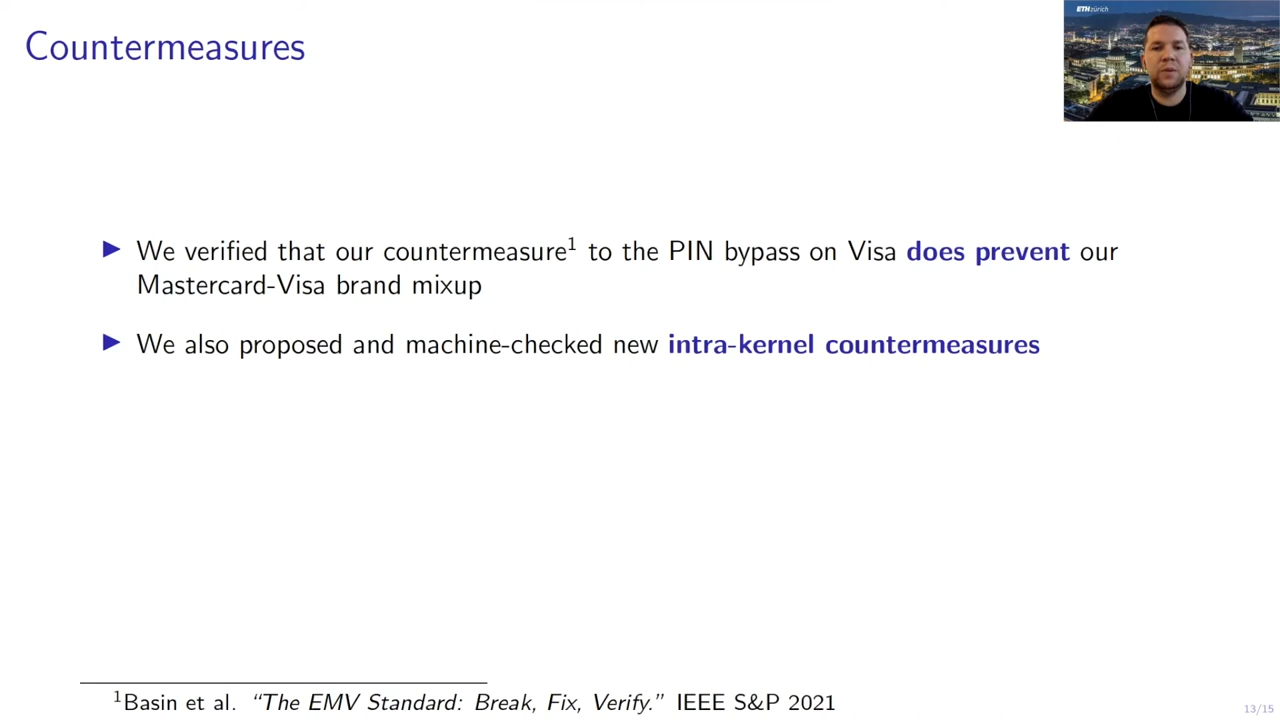 Countermeasures
ETHzürich
▶ We verified that our countermeasure¹ to the PIN bypass on Visa does prevent our
Mastercard-Visa brand mixup
▶ We also proposed and machine-checked new intra-kernel countermeasures
¹Basin et al. “The EMV Standard: Break, Fix, Verify.” IEEE S&P 2021
13/15